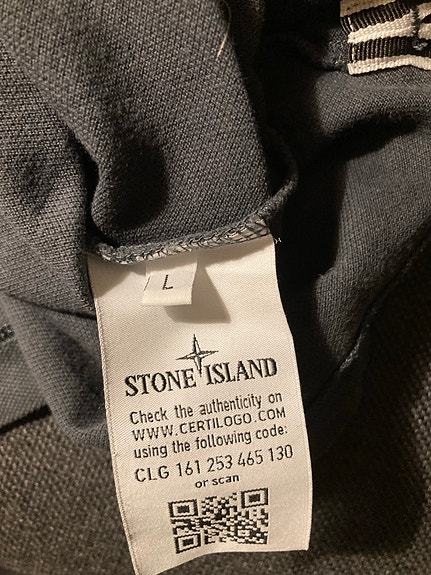 L
STONE ISLAND
Check the authenticity on
WWW.CERTILOGO.COM
using the following code:
CLG 161 253 465 130
or scan